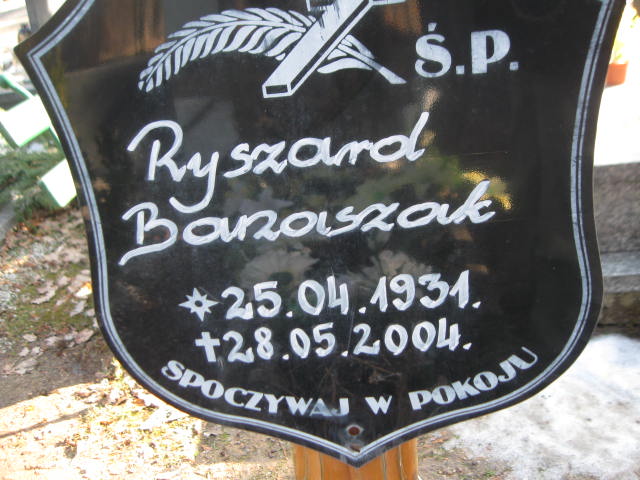 Ś.P.
Ryszard
Banaszak
25.04.1931.
✝28.05.2004.
SPOCZYWAJ W POKOJU